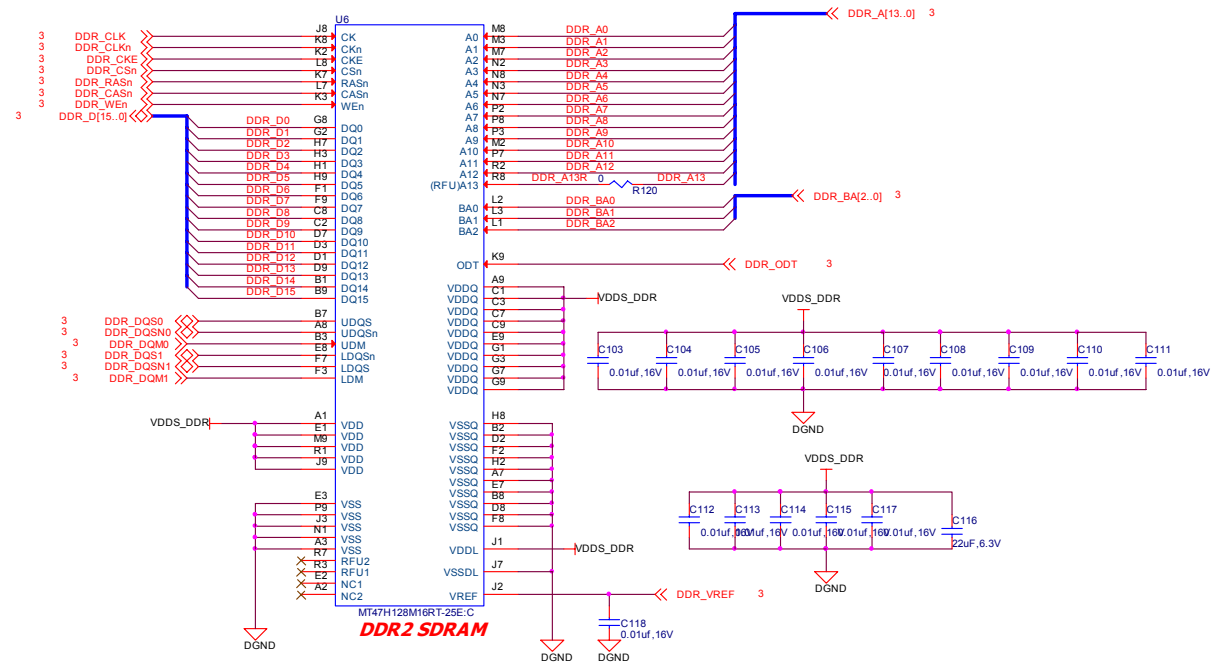 U6
3 DDR_CLK J8 CK
3 DDR_CLKn K8 CKn
3 DDR_CKE K2 CKE
3 DDR_CSn L8 CSn
3 DDR_RASn K7 RASn
3 DDR_CASn L7 CASn
3 DDR_WEn K3 WEn
3 DDR_D[15..0]
DDR_D0 G8 DQ0
DDR_D1 G2 DQ1
DDR_D2 H7 DQ2
DDR_D3 H3 DQ3
DDR_D4 H1 DQ4
DDR_D5 H9 DQ5
DDR_D6 F1 DQ6
DDR_D7 F9 DQ7
DDR_D8 C8 DQ8
DDR_D9 C2 DQ9
DDR_D10 D7 DQ10
DDR_D11 D3 DQ11
DDR_D12 D1 DQ12
DDR_D13 D9 DQ13
DDR_D14 B1 DQ14
DDR_D15 B9 DQ15
3 DDR_DQS0 B7 UDQS
3 DDR_DQSN0 A8 UDQSn
3 DDR_DQM0 B3 UDM
3 DDR_DQS1 E8 LDQSn
3 DDR_DQSN1 F7 LDQS
3 DDR_DQM1 F3 LDM
VDDS_DDR A1 VDD
E1 VDD
M9 VDD
R1 VDD
J9 VDD
E3 VSS
P9 VSS
J3 VSS
N1 VSS
A3 VSS
R7 RFU2
R3 RFU1
E2 NC1
A2 NC2
DGND
DDR_A[13..0] 3
A0 M8 DDR_A0
A1 M3 DDR_A1
A2 M7 DDR_A2
A3 N2 DDR_A3
A4 N8 DDR_A4
A5 N3 DDR_A5
A6 N7 DDR_A6
A7 P2 DDR_A7
A8 P8 DDR_A8
A9 P3 DDR_A9
A10 M2 DDR_A10
A11 P7 DDR_A11
A12 R2 DDR_A12
(RFU)A13 R8 DDR_A13R 0 R120 DDR_A13
DDR_BA[2..0] 3
BA0 L2 DDR_BA0
BA1 L3 DDR_BA1
BA2 L1 DDR_BA2
ODT K9 DDR_ODT 3
VDDQ A9
VDDQ C1 VDDS_DDR
VDDQ C3
VDDQ C7
VDDQ C9
VDDQ E9
VDDQ G1
VDDQ G3
VDDQ G7
VDDQ G9
VSSQ H8
VSSQ B2
VSSQ D2
VSSQ F2
VSSQ H2
VSSQ A7
VSSQ E7
VSSQ B8
VSSQ D8
VSSQ F8
VDDL J1 VDDS_DDR
VSSDL J7
VREF J2 DDR_VREF 3
MT47H128M16RT-25E:C
DDR2 SDRAM
C118
0.01uf,16V
DGND
DGND
VDDS_DDR
C103 C104 C105 C106 C107 C108 C109 C110 C111
0.01uf,16V 0.01uf,16V 0.01uf,16V 0.01uf,16V 0.01uf,16V 0.01uf,16V 0.01uf,16V 0.01uf,16V 0.01uf,16V
DGND
VDDS_DDR
C112 C113 C114 C115 C117 C116
0.01uf,16V 0.01uf,16V 0.01uf,16V 0.01uf,16V 0.01uf,16V 22uF,6.3V
DGND